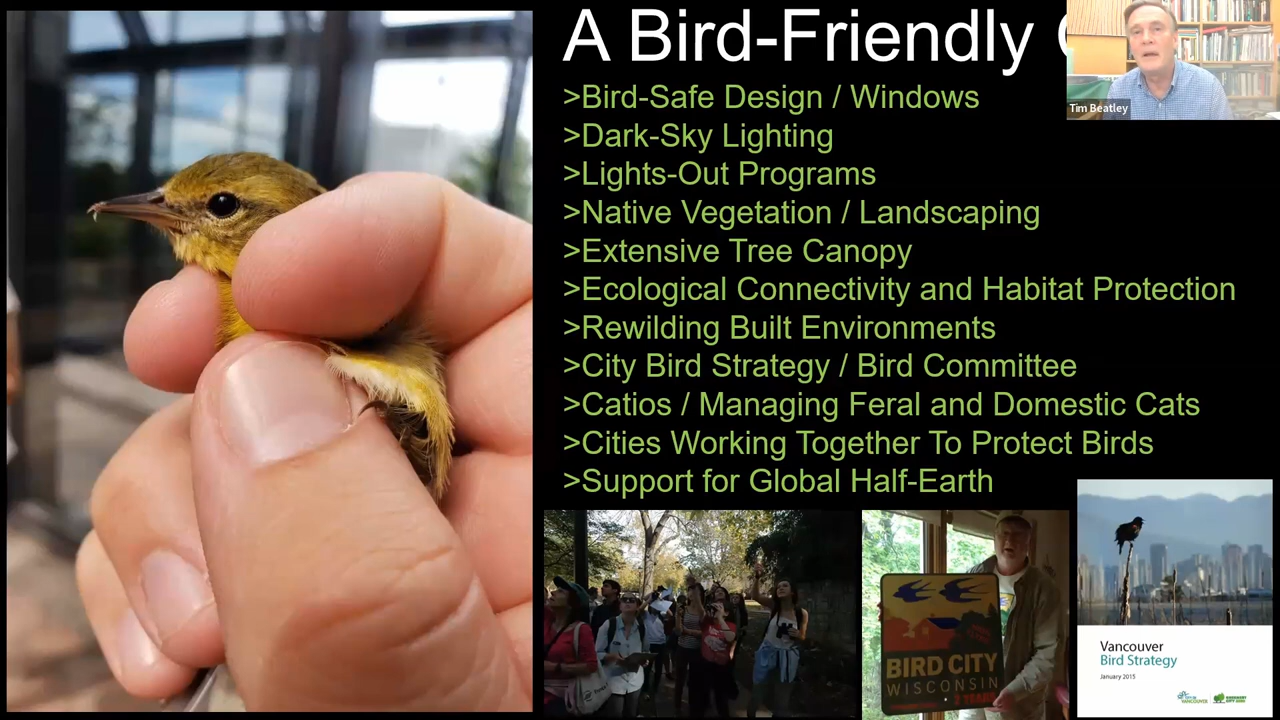 A Bird-Friendly
>Bird-Safe Design / Windows
>Dark-Sky Lighting
>Lights-Out Programs
>Native Vegetation / Landscaping
>Extensive Tree Canopy
>Ecological Connectivity and Habitat Protection
>Rewilding Built Environments
>City Bird Strategy / Bird Committee
>Catios / Managing Feral and Domestic Cats
>Cities Working Together To Protect Birds
>Support for Global Half-Earth
Tim Beatley
BIRD CITY
WISCONSIN
Vancouver
Bird Strategy
January 2015
VANCOUVER